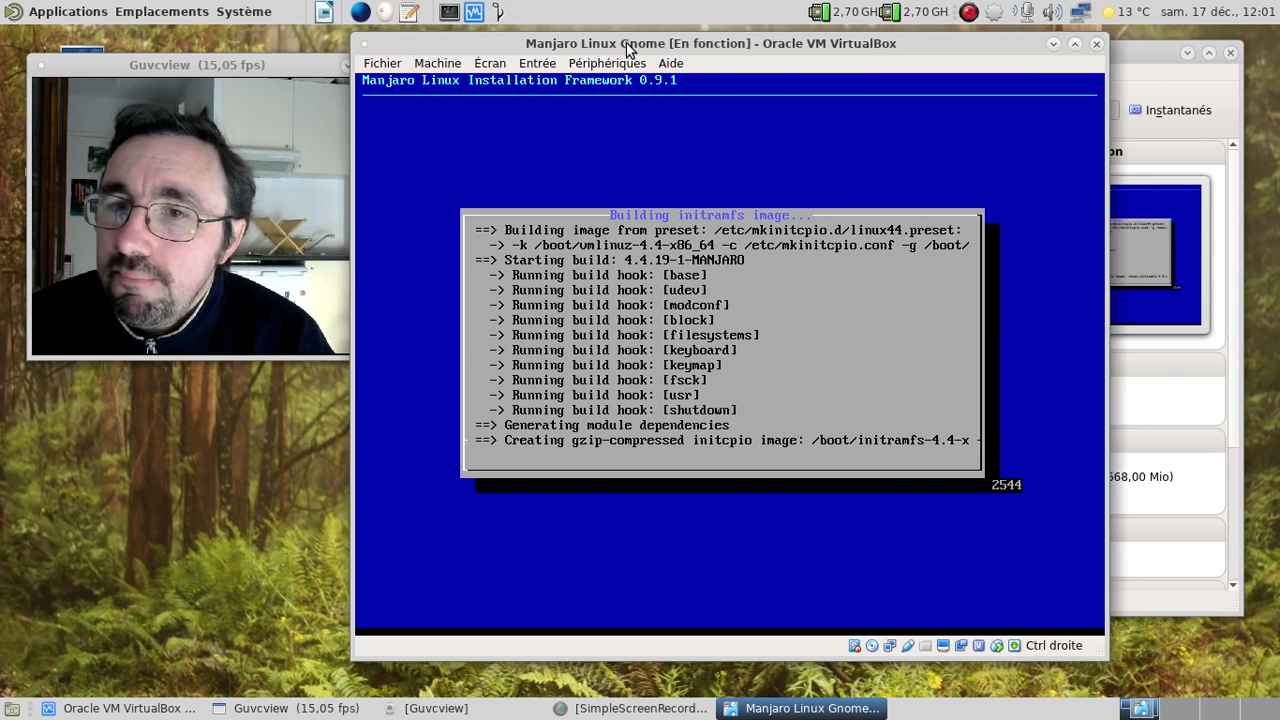 Applications Emplacements Système
2,70 GH 2,70 GH
13 °C sam. 17 déc., 12:01
Guvcview (15,05 fps)
Manjaro Linux Gnome [En fonction] - Oracle VM VirtualBox
Fichier Machine Écran Entrée Périphériques Aide
Manjaro Linux Installation Framework 0.9.1
Instantanés
on
Building initramfs image...
==> Building image from preset: /etc/mkinitcpio.d/linux44.preset:
-> -k /boot/vmlinuz-4.4-x86_64 -c /etc/mkinitcpio.conf -g /boot/
==> Starting build: 4.4.19-1-MANJARO
-> Running build hook: [base]
-> Running build hook: [udev]
-> Running build hook: [modconf]
-> Running build hook: [block]
-> Running build hook: [filesystems]
-> Running build hook: [keyboard]
-> Running build hook: [keymap]
-> Running build hook: [fsck]
-> Running build hook: [usr]
-> Running build hook: [shutdown]
==> Generating module dependencies
==> Creating gzip-compressed initcpio image: /boot/initramfs-4.4-x
2544
668,00 Mio)
Ctrl droite
Oracle VM VirtualBox ...
Guvcview (15,05 fps)
[Guvcview]
[SimpleScreenRecord...
Manjaro Linux Gnome...